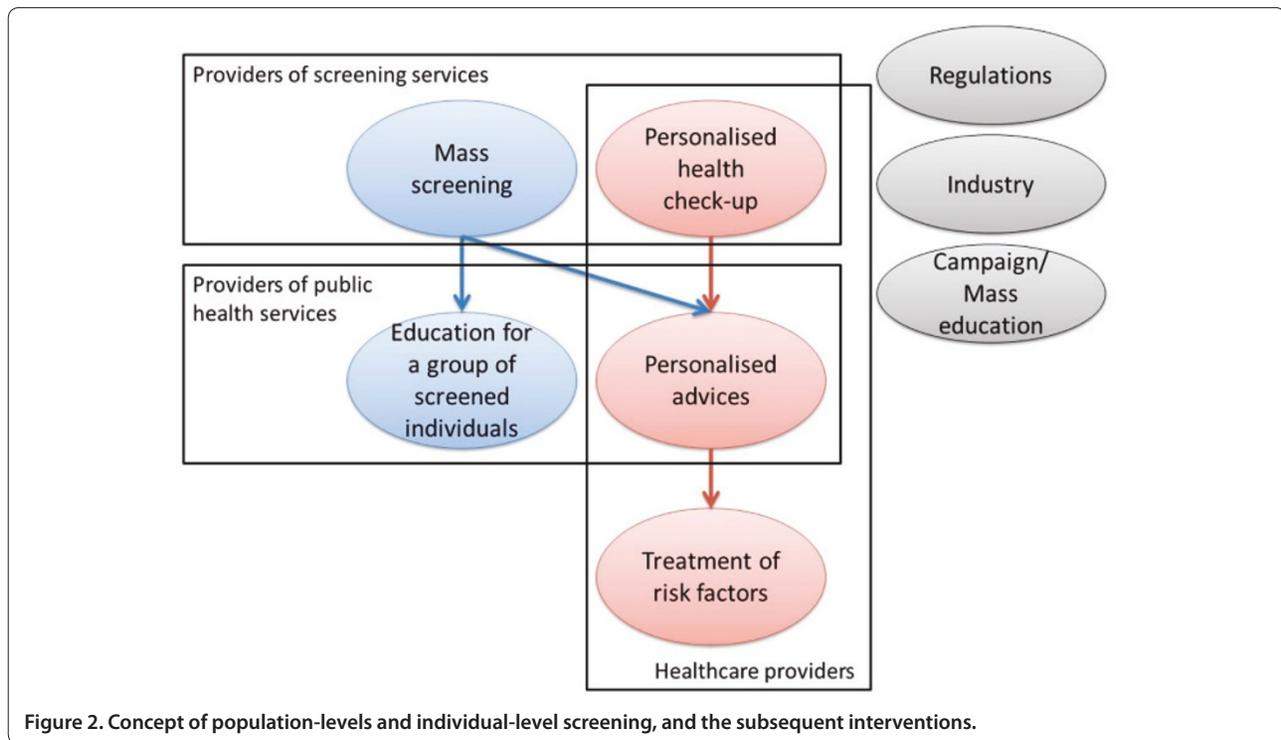 Providers of screening services
Mass
screening
Personalised
health
check-up
Regulations
Industry
Campaign/
Mass
education
Providers of public
health services
Education for
a group of
screened
individuals
Personalised
advices
Treatment of
risk factors
Healthcare providers
Figure 2. Concept of population-levels and individual-level screening, and the subsequent interventions.